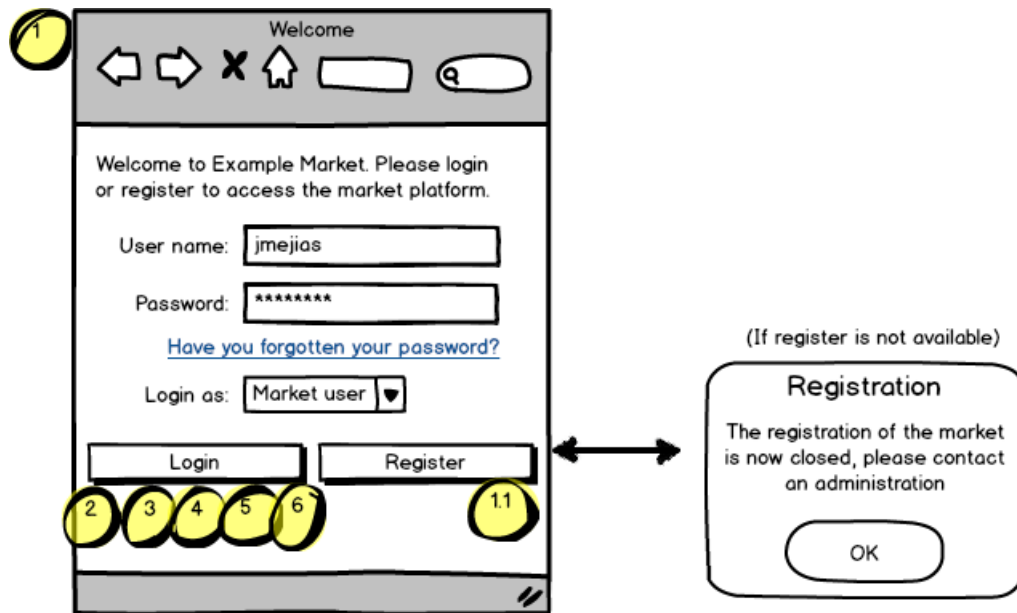 1
Welcome
Welcome to Example Market. Please login
or register to access the market platform.
User name: jmejias
Password: ********
Have you forgotten your password?
Login as: Market user
Login Register
2 3 4 5 6 1.1
(If register is not available)
Registration
The registration of the market
is now closed, please contact
an administration
OK